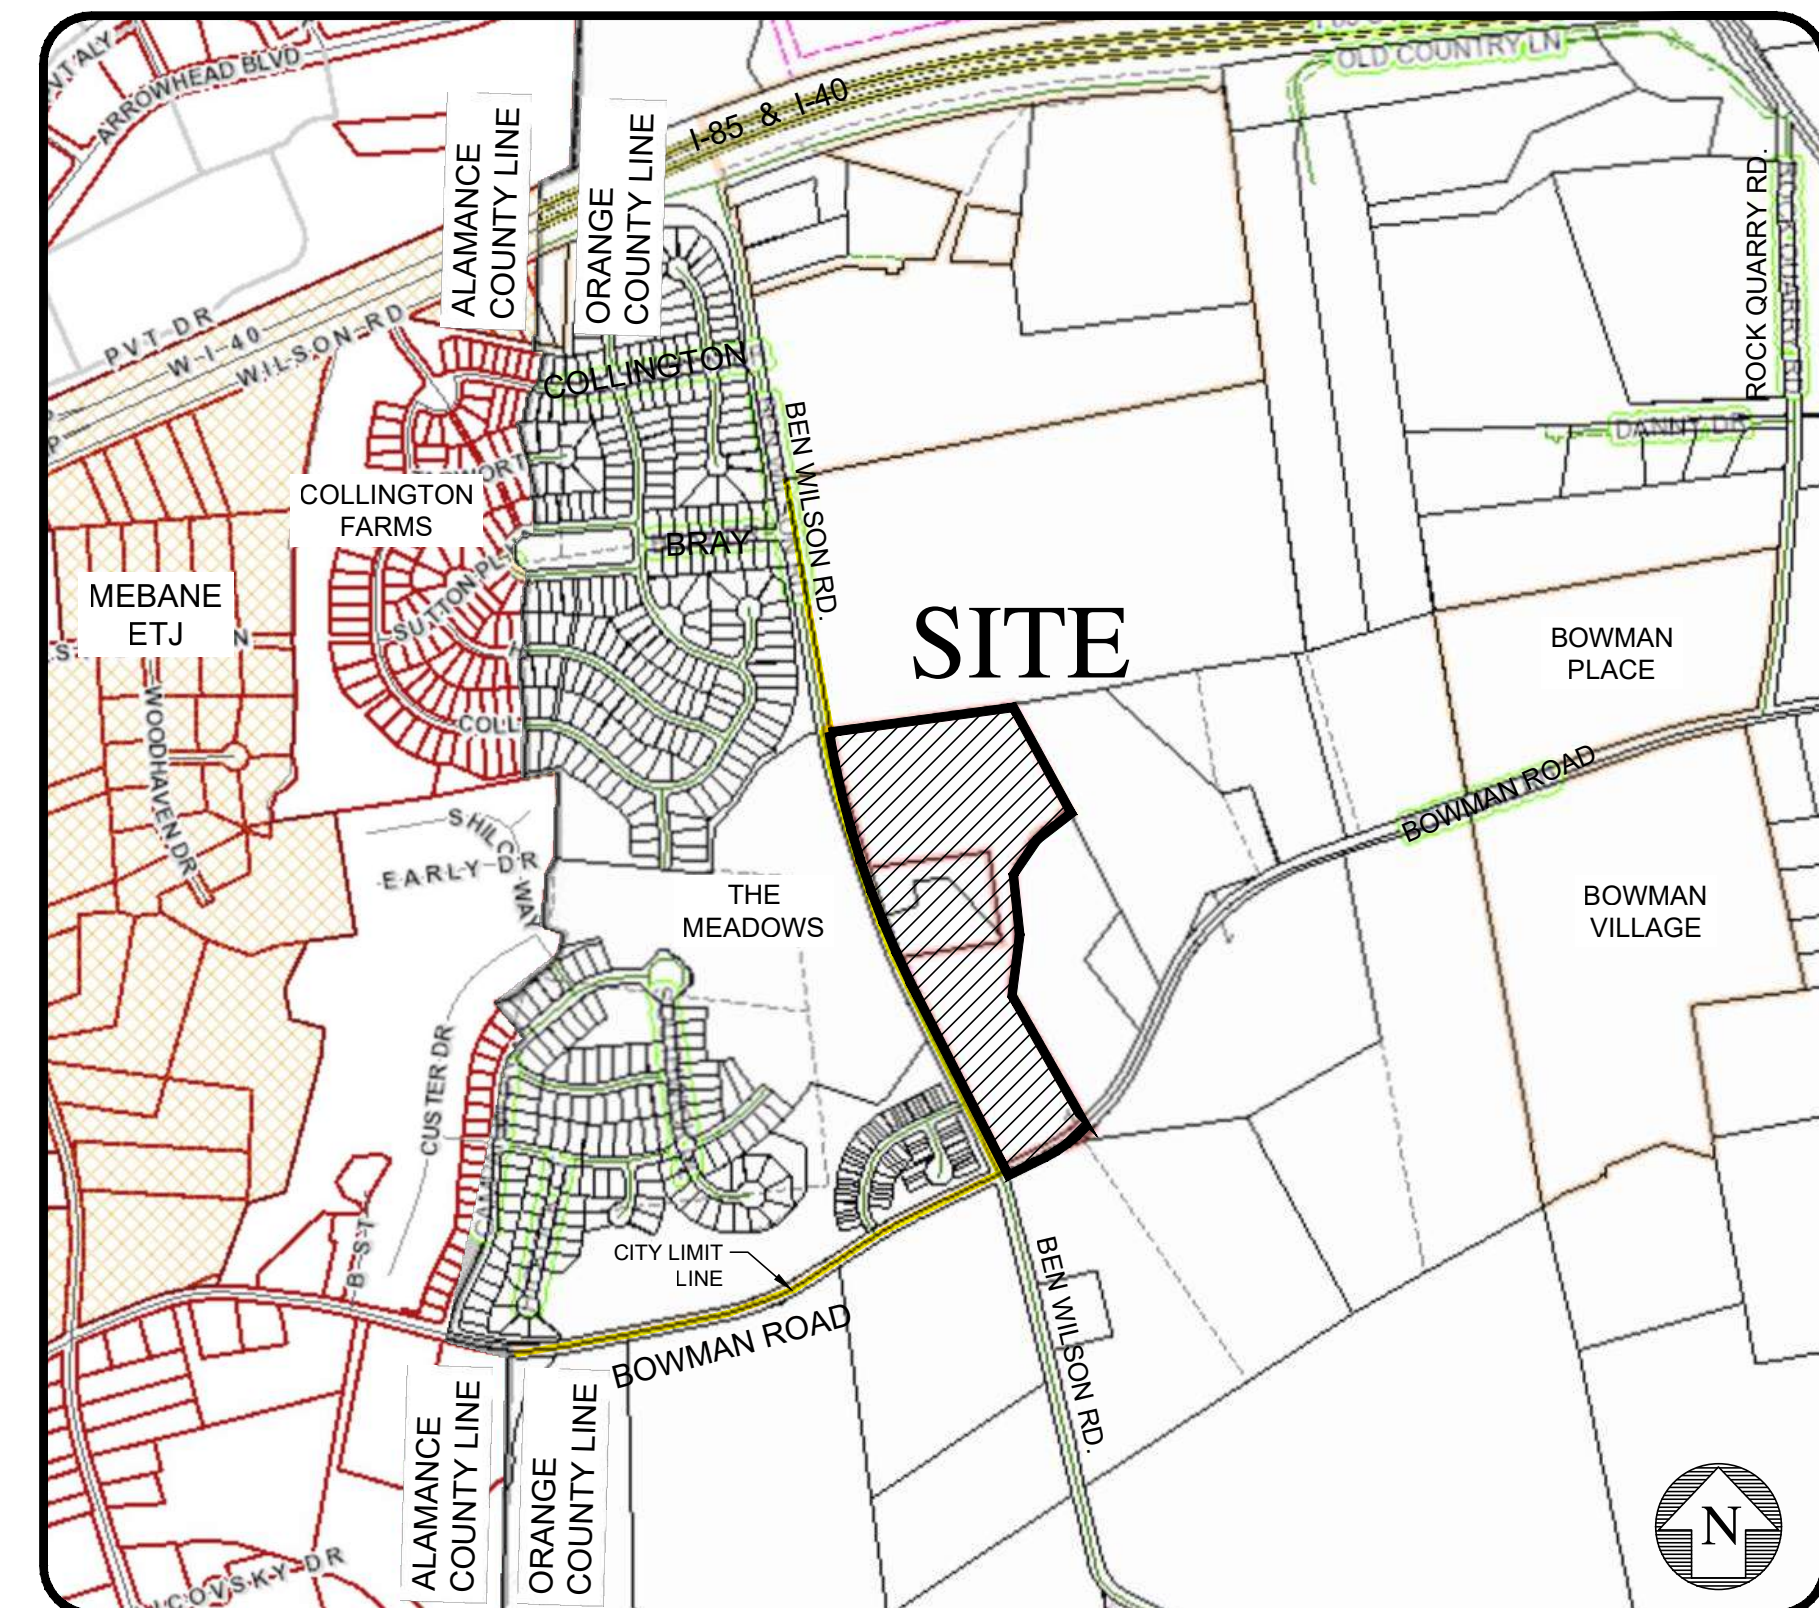 OLD COUNTRY LN
ARROWHEAD BLVD
I-85 & I-40
ALAMANCE
COUNTY LINE
ORANGE
COUNTY LINE
ROCK QUARRY RD.
PVT DR
W-I-40
WILSON RD
COLLINGTON
BEN WILSON RD.
DANNY DR
COLLINGTON
FARMS
BRAY
MEBANE
ETJ
SUTTON PL
SITE
BOWMAN
PLACE
WOODHAVEN DR
COLL
BOWMAN ROAD
EARLY DR
WAY
THE
MEADOWS
BOWMAN
VILLAGE
CUSTER DR
B ST
CITY LIMIT
LINE
BEN WILSON RD.
BOWMAN ROAD
ALAMANCE
COUNTY LINE
ORANGE
COUNTY LINE
COVSKY DR
N